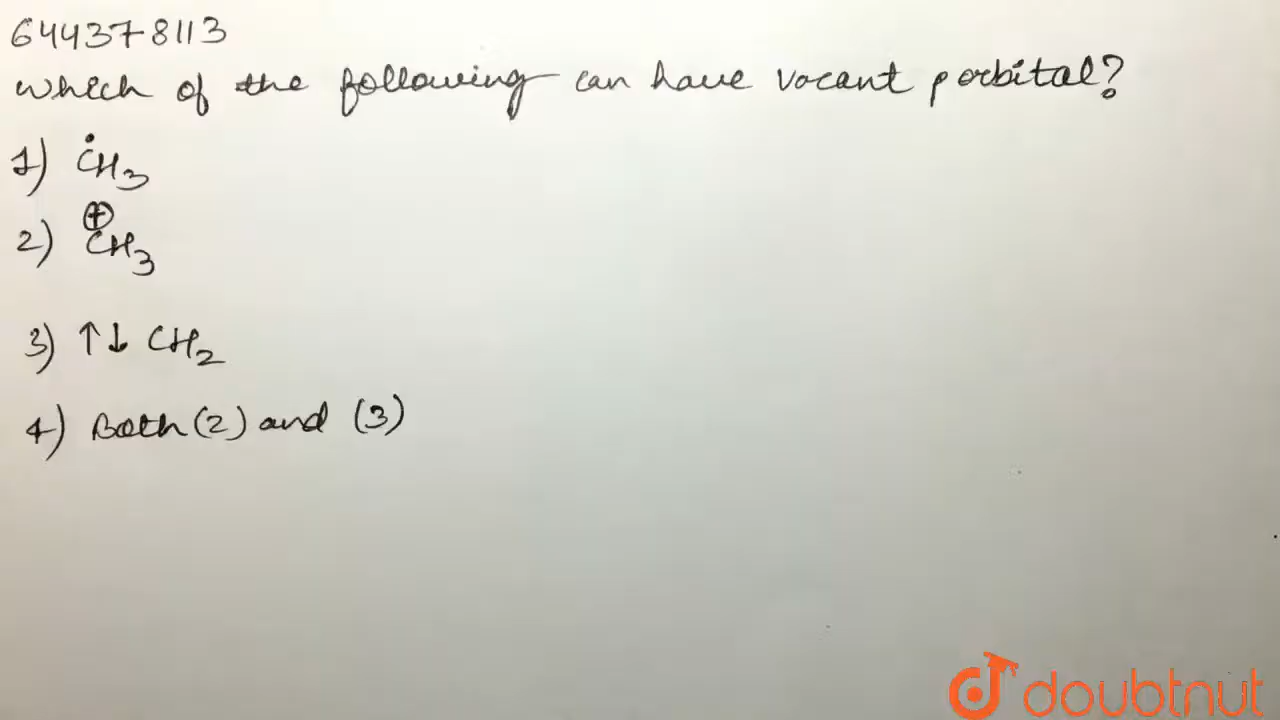 644378113
which of the following can have vacant p orbital?
1) ĊH₃
2) ⊕CH₃
3) ↑↓ CH₂
4) Both (2) and (3)
doubtnut